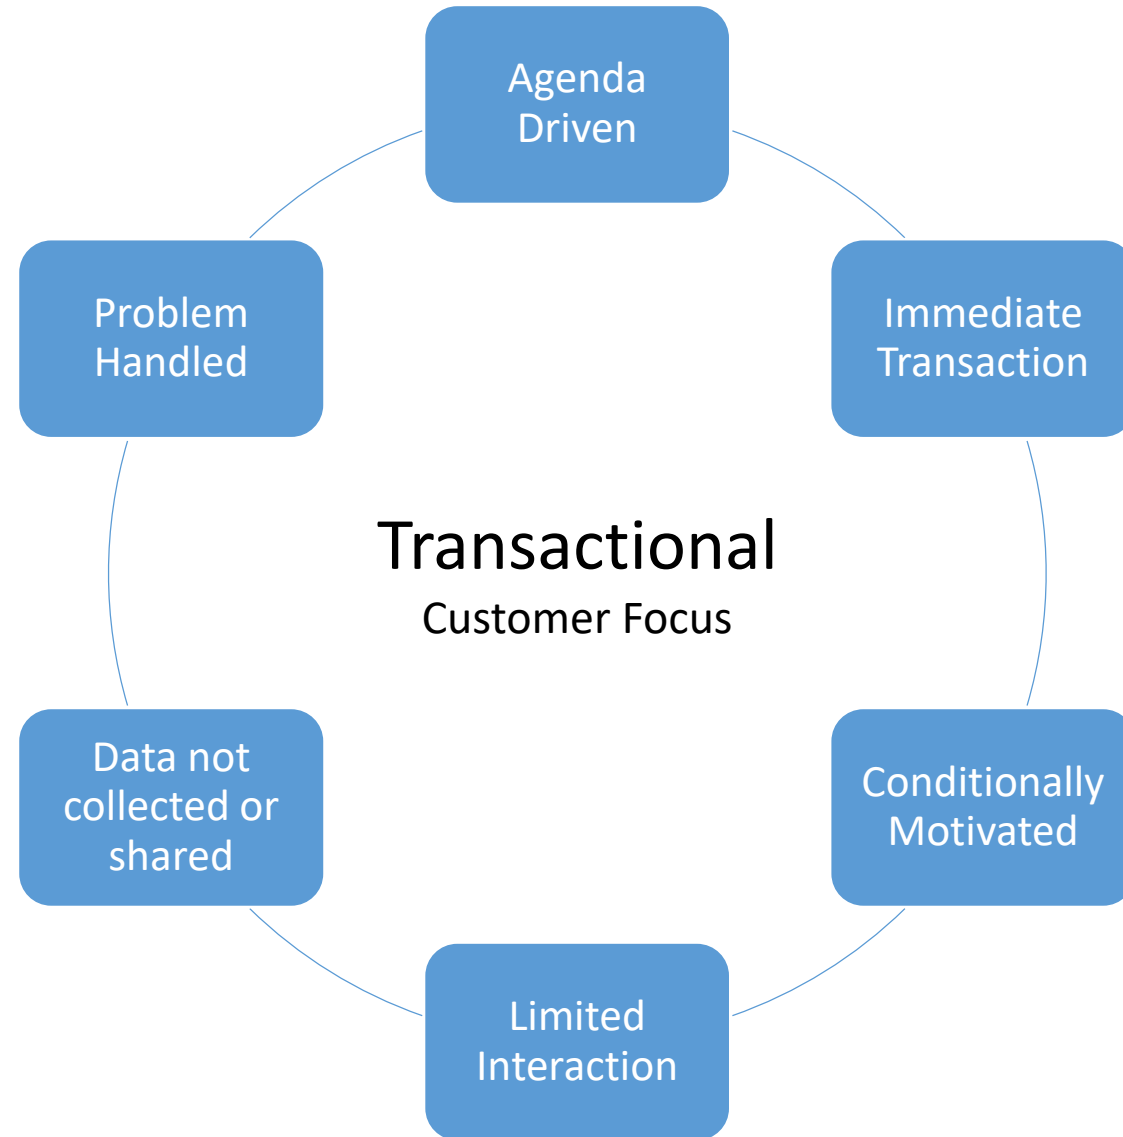 Agenda
Driven
Immediate
Transaction
Conditionally
Motivated
Limited
Interaction
Data not
collected or
shared
Problem
Handled
Transactional
Customer Focus